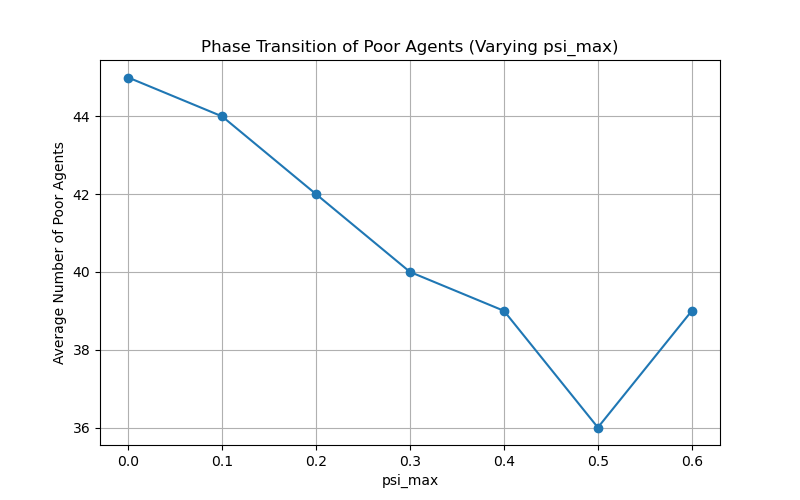 Phase Transition of Poor Agents (Varying psi_max)
Average Number of Poor Agents
44
42
40
38
36
0.0 0.1 0.2 0.3 0.4 0.5 0.6
psi_max